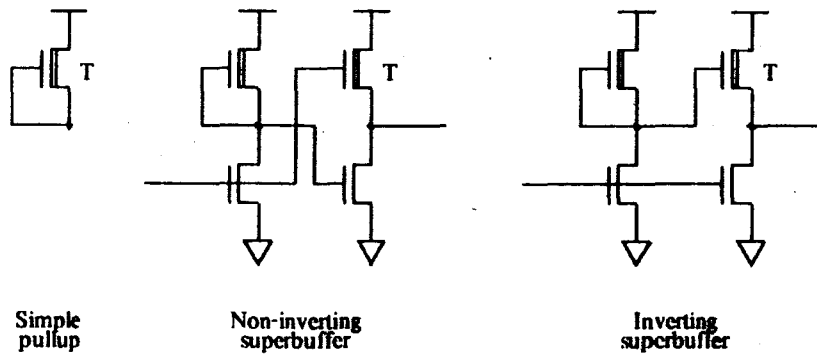 T
T
T
Simple
pullup
Non-inverting
superbuffer
Inverting
superbuffer